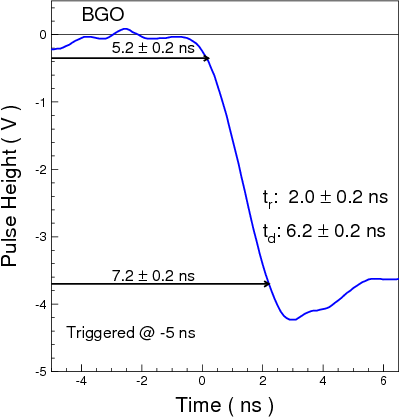 BGO
0
5.2 ± 0.2 ns
-1
-2
tr: 2.0 ± 0.2 ns
td: 6.2 ± 0.2 ns
-3
7.2 ± 0.2 ns
-4
Triggered @ -5 ns
-5
-4 -2 0 2 4 6
Time ( ns )
Pulse Height ( V )